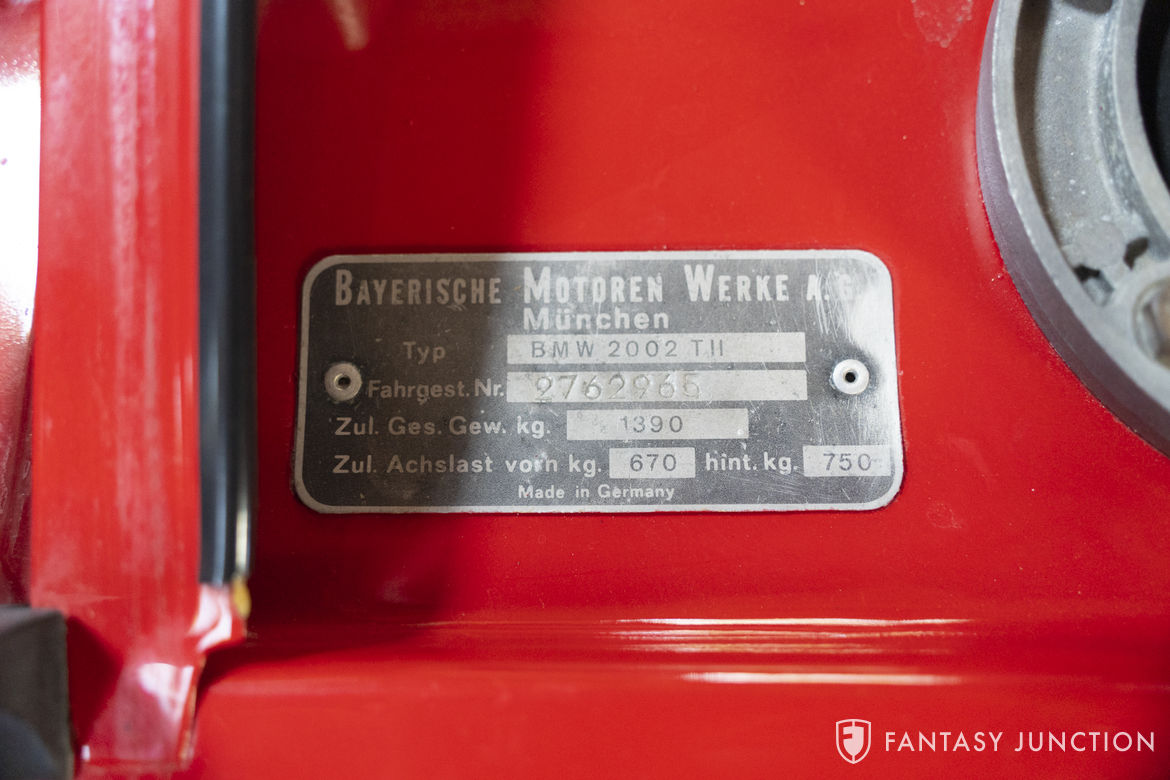 BAYERISCHE MOTOREN WERKE A.G.
München
Typ BMW 2002 TII
Fahrgest. Nr. 2762965
Zul. Ges. Gew. kg. 1390
Zul. Achslast vorn kg. 670 hint. kg. 750
Made in Germany
FANTASY JUNCTION